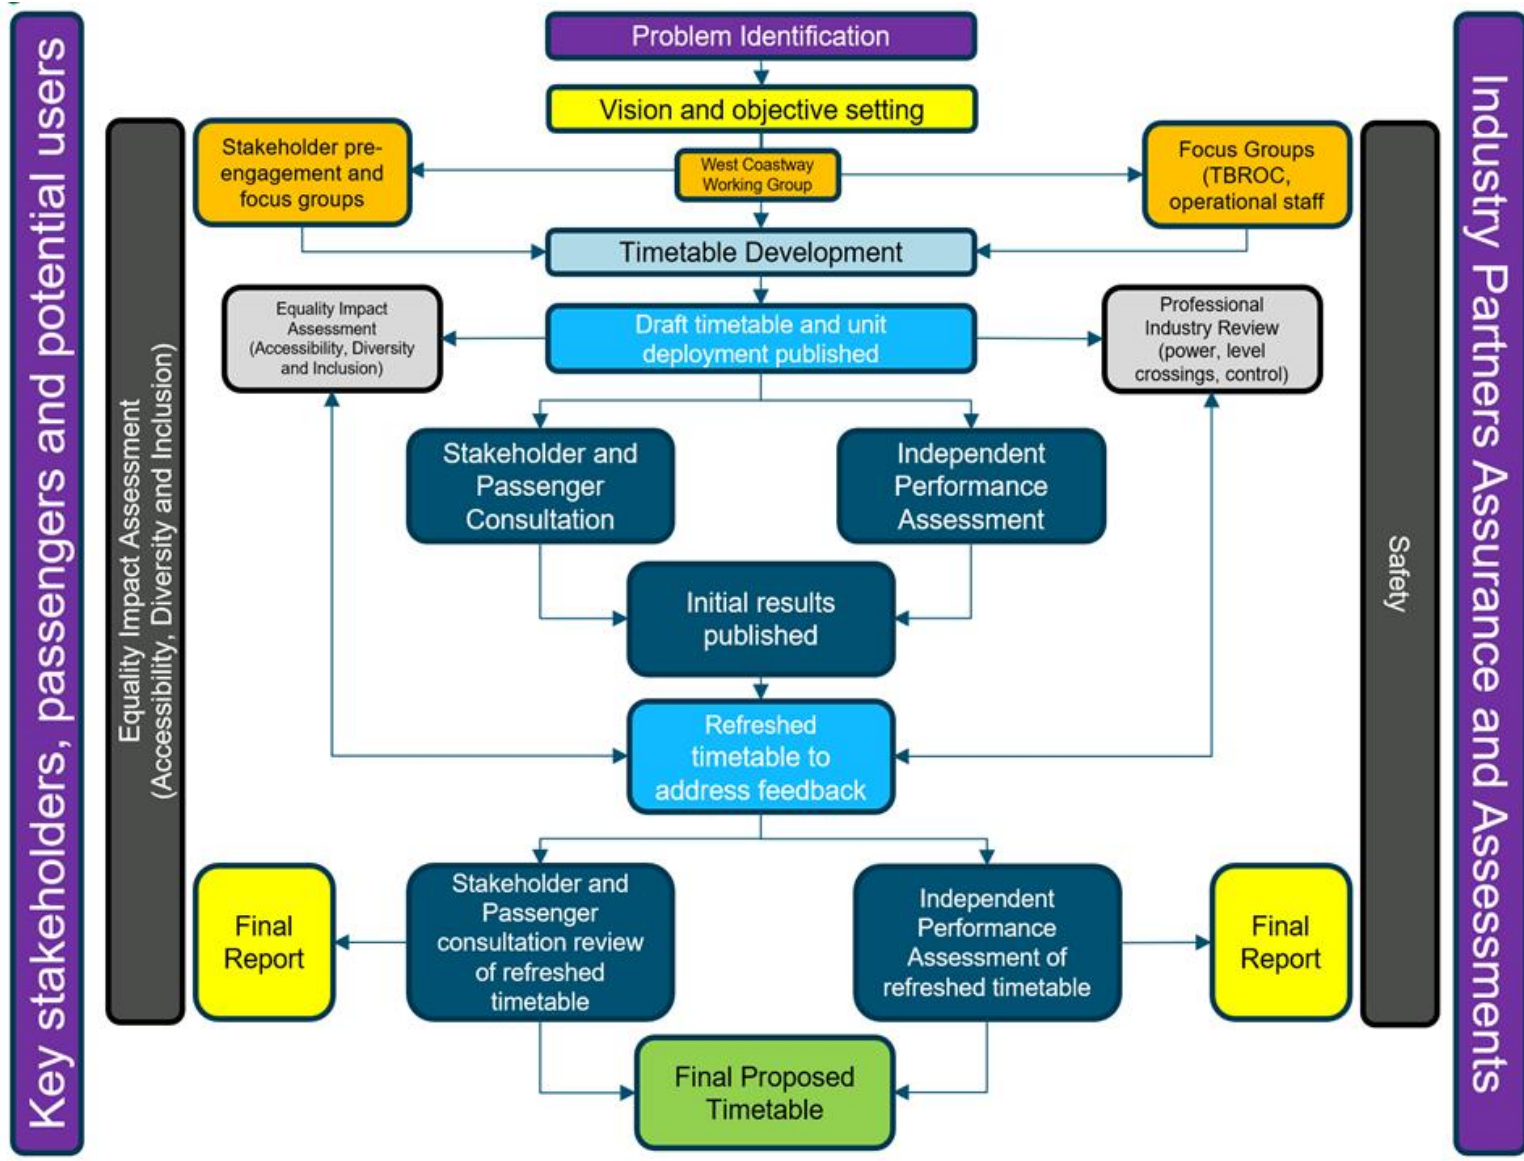 Key stakeholders, passengers and potential users
Equality Impact Assessment
(Accessibility, Diversity and Inclusion)
Problem Identification
Vision and objective setting
Stakeholder pre-
engagement and
focus groups
West Coastway
Working Group
Focus Groups
(TBROC,
operational staff
Timetable Development
Equality Impact
Assessment
(Accessibility, Diversity
and Inclusion)
Draft timetable and unit
deployment published
Professional
Industry Review
(power, level
crossings, control)
Stakeholder and
Passenger
Consultation
Independent
Performance
Assessment
Initial results
published
Refreshed
timetable to
address feedback
Final
Report
Stakeholder and
Passenger
consultation review
of refreshed
timetable
Independent
Performance
Assessment of
refreshed timetable
Final
Report
Final Proposed
Timetable
Safety
Industry Partners Assurance and Assessments